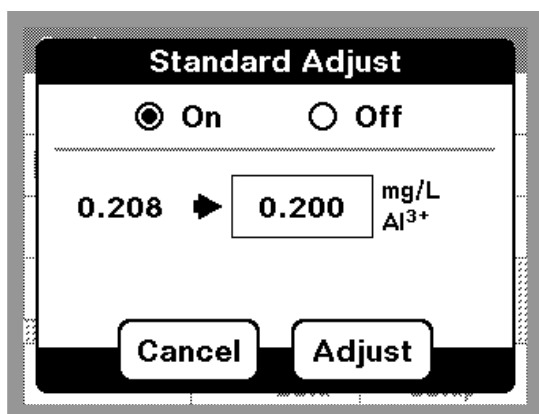 Standard Adjust
On Off
0.208 0.200 mg/L
Al³⁺
Cancel Adjust